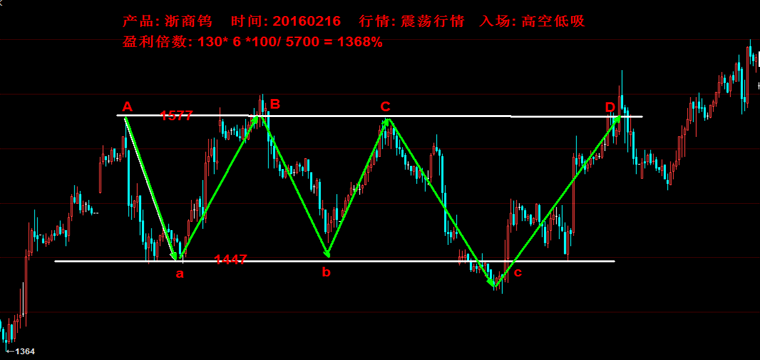 产品: 浙商钨 时间: 20160216 行情: 震荡行情 入场: 高空低吸
盈利倍數: 130* 6 *100/ 5700 = 1368%
A
B
C
D
1577
1447
a
b
c
←1364